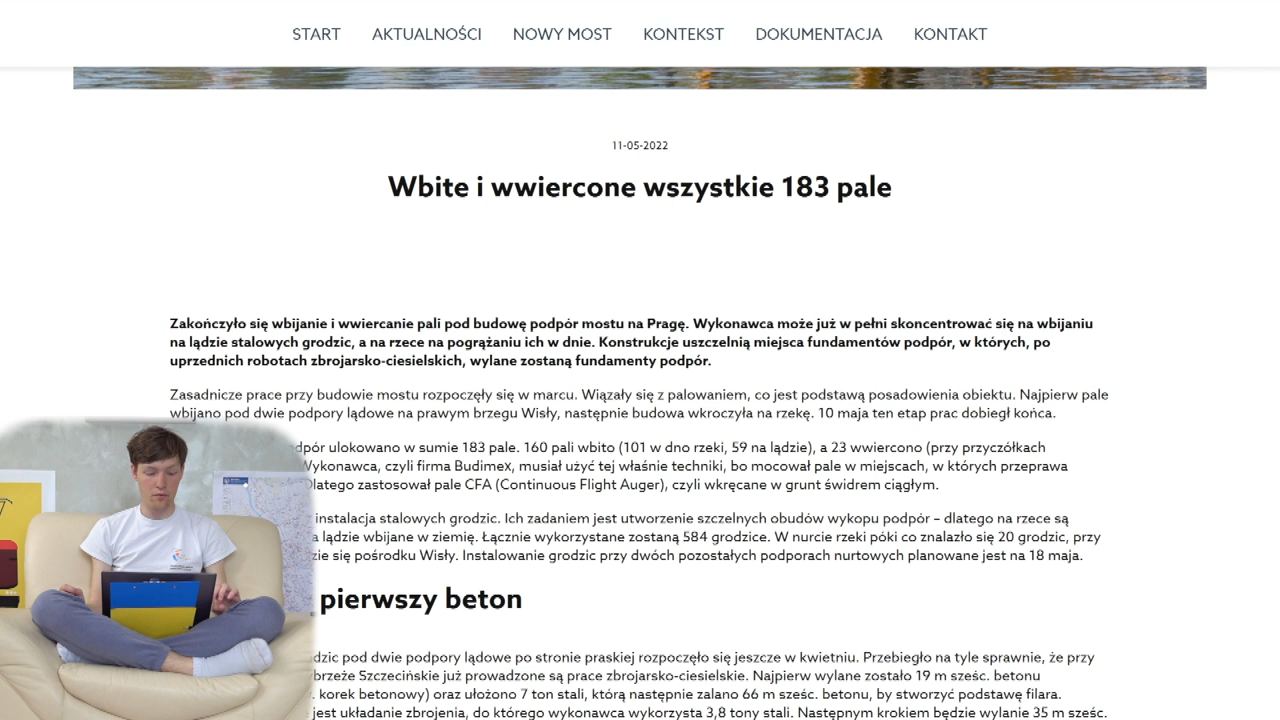 START AKTUALNOŚCI NOWY MOST KONTEKST DOKUMENTACJA KONTAKT
11-05-2022
Wbite i wwiercone wszystkie 183 pale
Zakończyło się wbijanie i wwiercanie pali pod budowę podpór mostu na Pragę. Wykonawca może już w pełni skoncentrować się na wbijaniu
na lądzie stalowych grodzic, a na rzece na pogrążaniu ich w dnie. Konstrukcje uszczelnią miejsca fundamentów podpór, w których, po
uprzednich robotach zbrojarsko-ciesielskich, wylane zostaną fundamenty podpór.
Zasadnicze prace przy budowie mostu rozpoczęły się w marcu. Wiązały się z palowaniem, co jest podstawą posadowienia obiektu. Najpierw pale
wbijano pod dwie podpory lądowe na prawym brzegu Wisły, następnie budowa wkroczyła na rzekę. 10 maja ten etap prac dobiegł końca.
ulokowano w sumie 183 pale. 160 pali wbito (101 w dno rzeki, 59 na lądzie), a 23 wwiercono (przy przyczółkach
Wykonawca, czyli firma Budimex, musiał użyć tej właśnie techniki, bo mocował pale w miejscach, w których przeprawa
Dlatego zastosował pale CFA (Continuous Flight Auger), czyli wkręcane w grunt świdrem ciągłym.
instalacja stalowych grodzic. Ich zadaniem jest utworzenie szczelnych obudów wykopu podpór – dlatego na rzece są
lądzie wbijane w ziemię. Łącznie wykorzystane zostaną 584 grodzice. W nurcie rzeki póki co znalazło się 20 grodzic, przy
się pośrodku Wisły. Instalowanie grodzic przy dwóch pozostałych podporach nurtowych planowane jest na 18 maja.
pierwszy beton
pod dwie podpory lądowe po stronie praskiej rozpoczęło się jeszcze w kwietniu. Przebiegło na tyle sprawnie, że przy
Szczecińskie już prowadzone są prace zbrojarsko-ciesielskie. Najpierw wylane zostało 19 m sześc. betonu
korek betonowy) oraz ułożono 7 ton stali, którą następnie zalano 66 m sześc. betonu, by stworzyć podstawę filara.
jest układanie zbrojenia, do którego wykonawca wykorzysta 3,8 tony stali. Następnym krokiem będzie wylanie 35 m sześc.